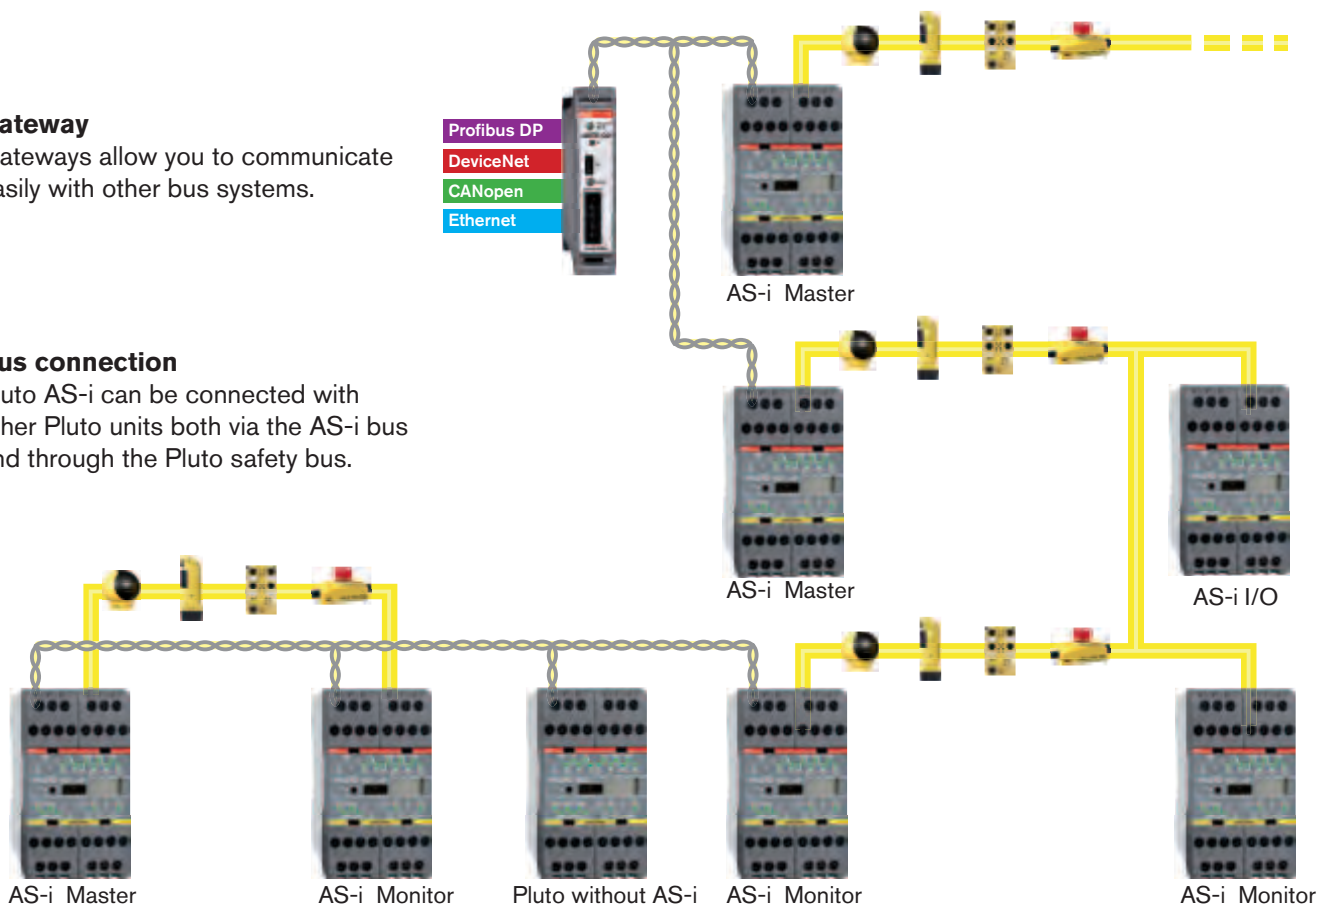 ateway
ateways allow you to communicate
asily with other bus systems.
Profibus DP
DeviceNet
CANopen
Ethernet
AS-i Master
us connection
uto AS-i can be connected with
her Pluto units both via the AS-i bus
nd through the Pluto safety bus.
AS-i Master
AS-i I/O
AS-i Master
AS-i Monitor
Pluto without AS-i
AS-i Monitor
AS-i Monitor